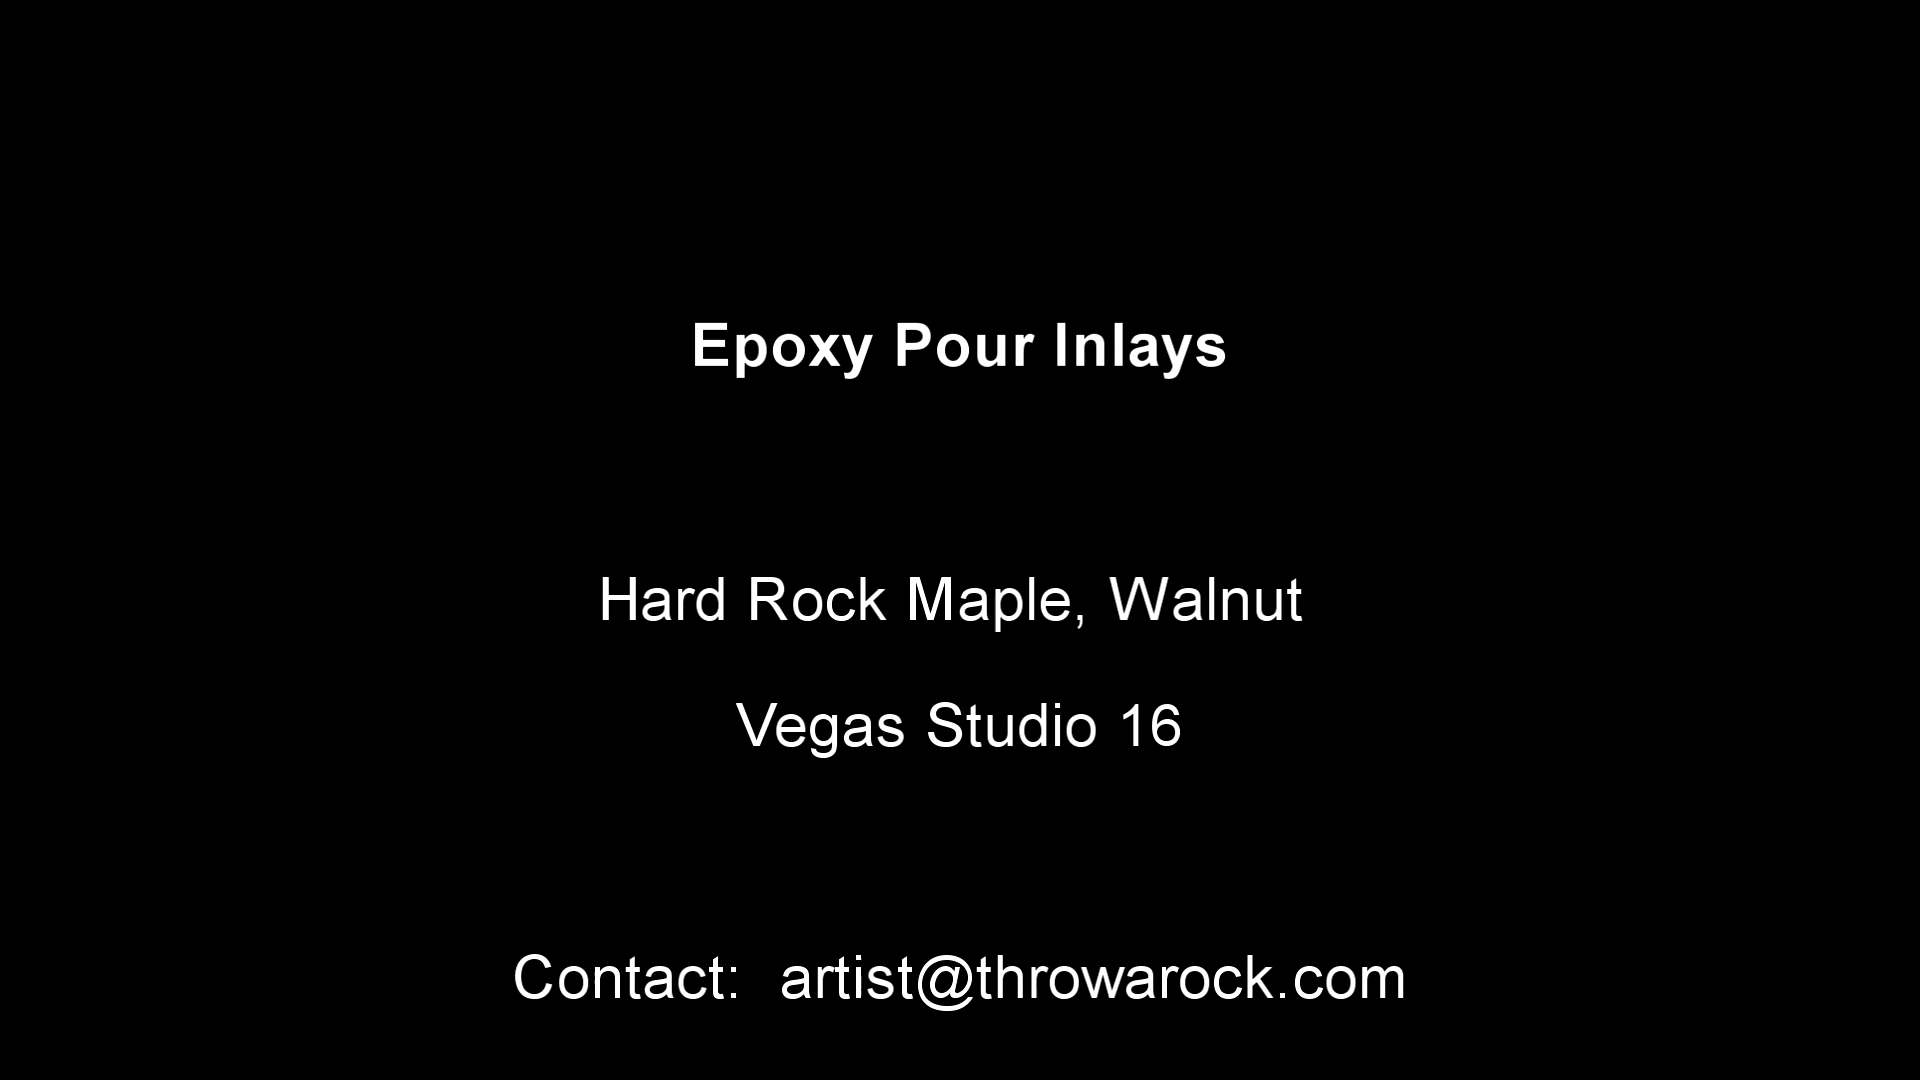 Epoxy Pour Inlays
Hard Rock Maple, Walnut
Vegas Studio 16
Contact:  artist@throwarock.com